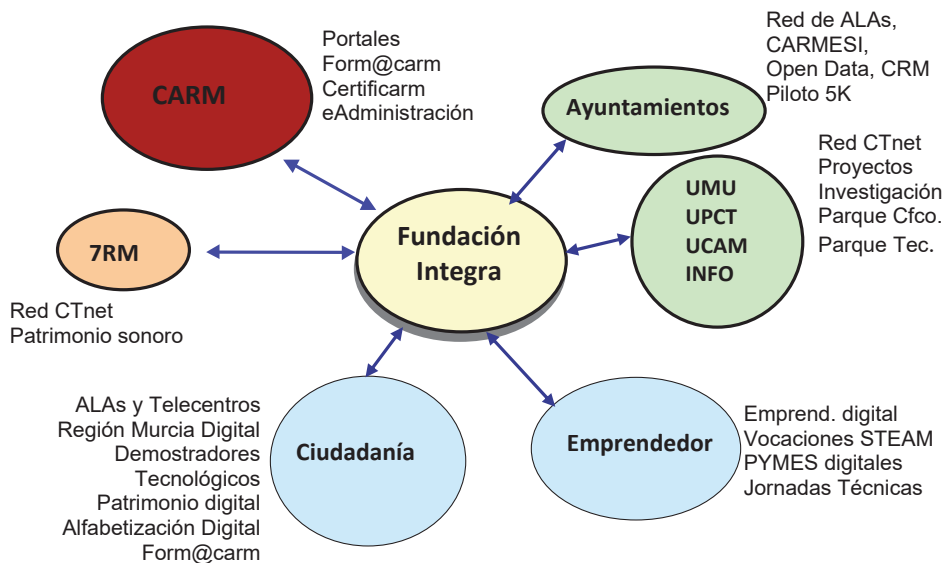 CARM
Portales
Form@carm
Certificarm
eAdministración
Red de ALAs,
CARMESI,
Open Data, CRM
Piloto 5K
Ayuntamientos
Red CTnet
Proyectos
Investigación
Parque Cfco.
Parque Tec.
UMU
UPCT
UCAM
INFO
Fundación
Integra
7RM
Red CTnet
Patrimonio sonoro
ALAs y Telecentros
Región Murcia Digital
Demostradores
Tecnológicos
Patrimonio digital
Alfabetización Digital
Form@carm
Ciudadanía
Emprendedor
Emprend. digital
Vocaciones STEAM
PYMES digitales
Jornadas Técnicas